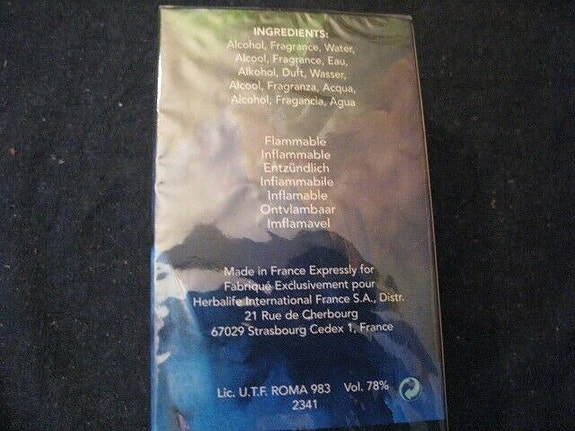 INGREDIENTS:
Alcohol, Fragrance, Water,
Alcool, Fragrance, Eau,
Alkohol, Duft, Wasser,
Alcool, Fragranza, Acqua,
Alcohol, Fragancia, Agua
Flammable
Inflammable
Entzündlich
Infiammabile
Inflamable
Ontvlambaar
Imflamavel
Made in France Expressly for
Fabriqué Exclusivement pour
Herbalife International France S.A., Distr.
21 Rue de Cherbourg
67029 Strasbourg Cedex 1, France
Lic. U.T.F. ROMA 983 Vol. 78%
2341